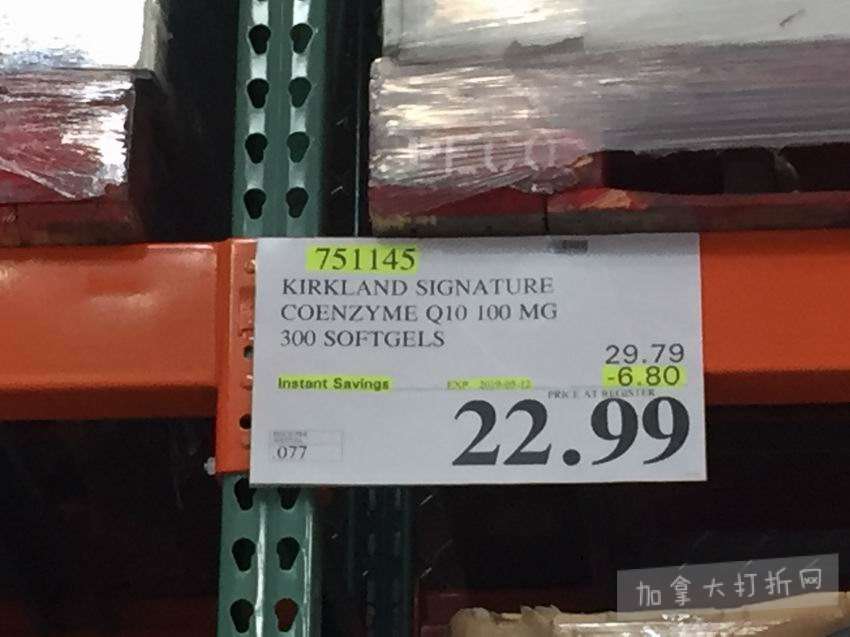 PECO
751145
KIRKLAND SIGNATURE
COENZYME Q10 100 MG
300 SOFTGELS
29.79
Instant Savings
-6.80
PRICE AT REGISTER
22.99
077
加拿大打折网